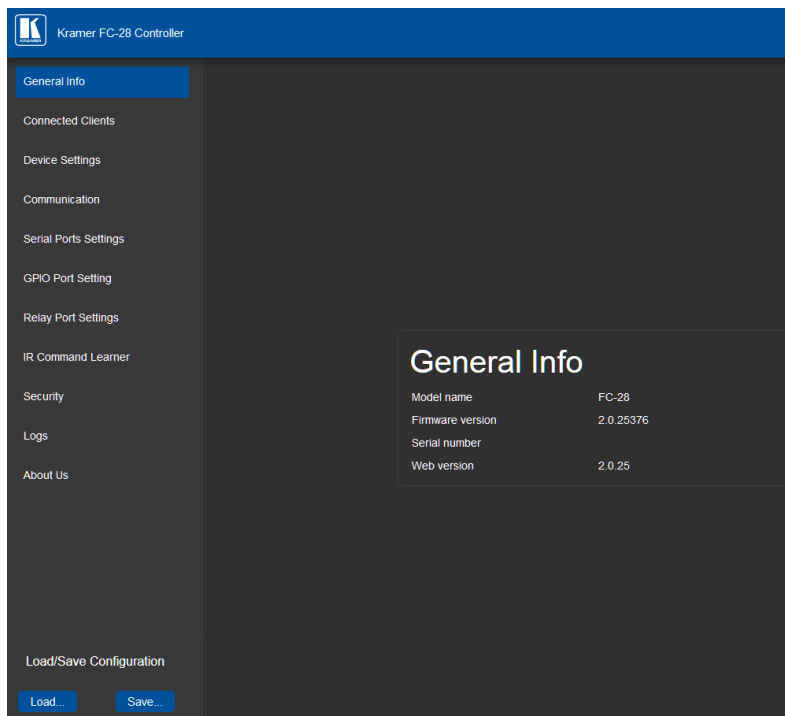 KRAMER
Kramer FC-28 Controller
General Info
Connected Clients
Device Settings
Communication
Serial Ports Settings
GPIO Port Setting
Relay Port Settings
IR Command Learner
Security
Logs
About Us
Load/Save Configuration
Load... Save...
General Info
Model name FC-28
Firmware version 2.0.25376
Serial number
Web version 2.0.25